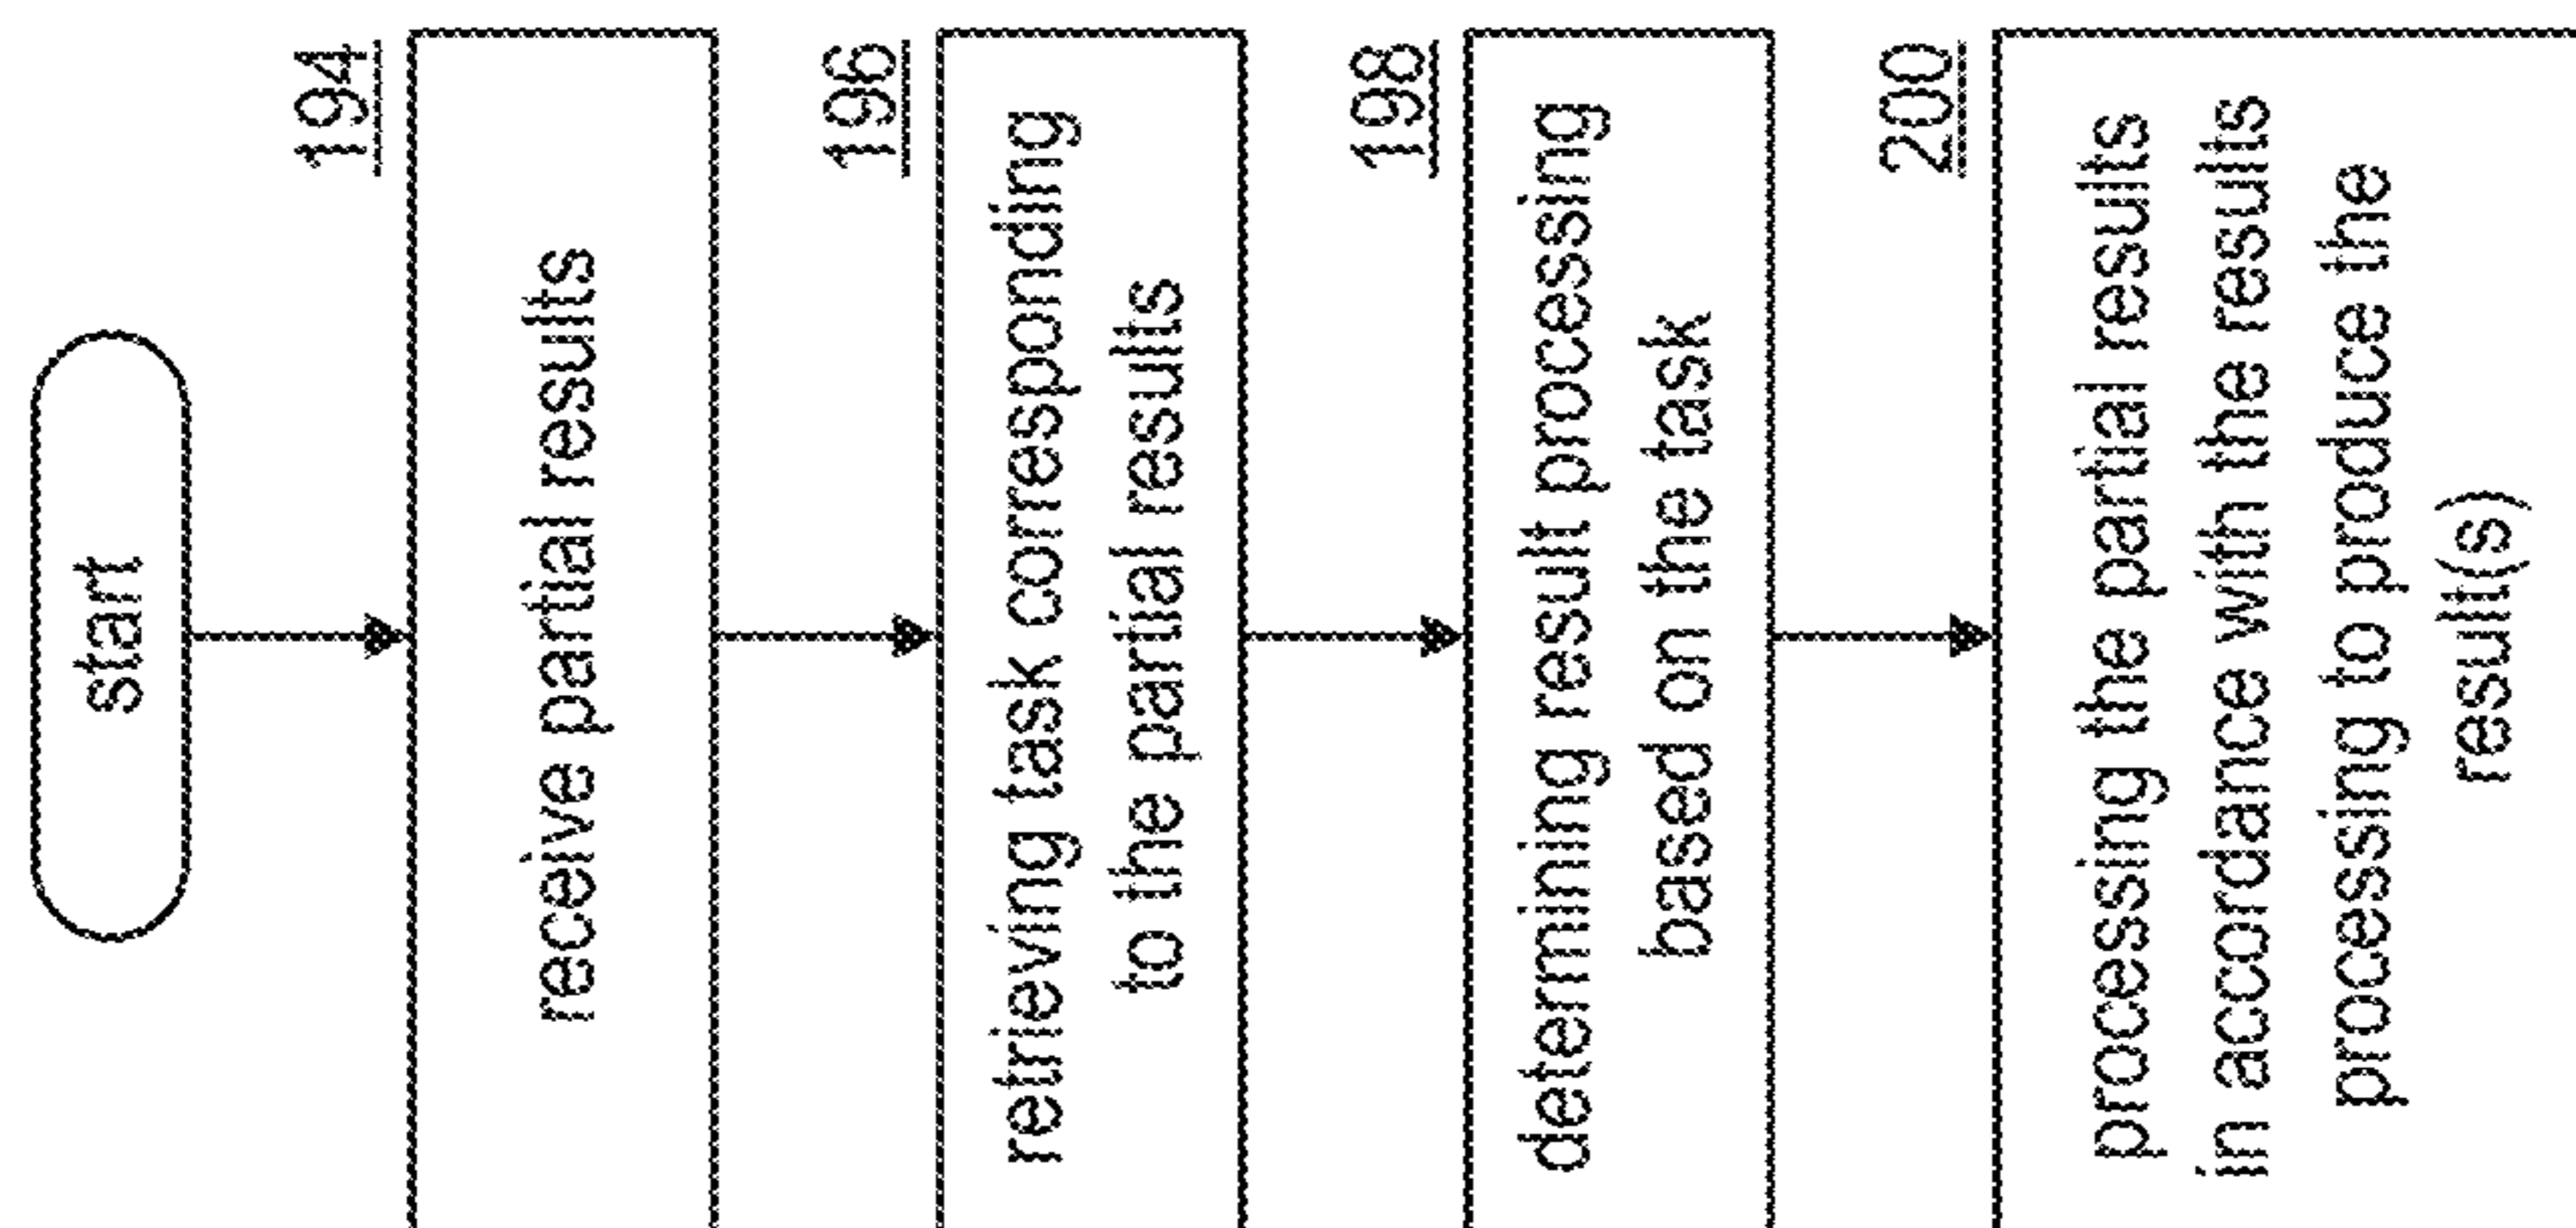 start
194
receive partial results
196
retrieving task corresponding
to the partial results
198
determining result processing
based on the task
200
processing the partial results
in accordance with the results
processing to produce the
result(s)